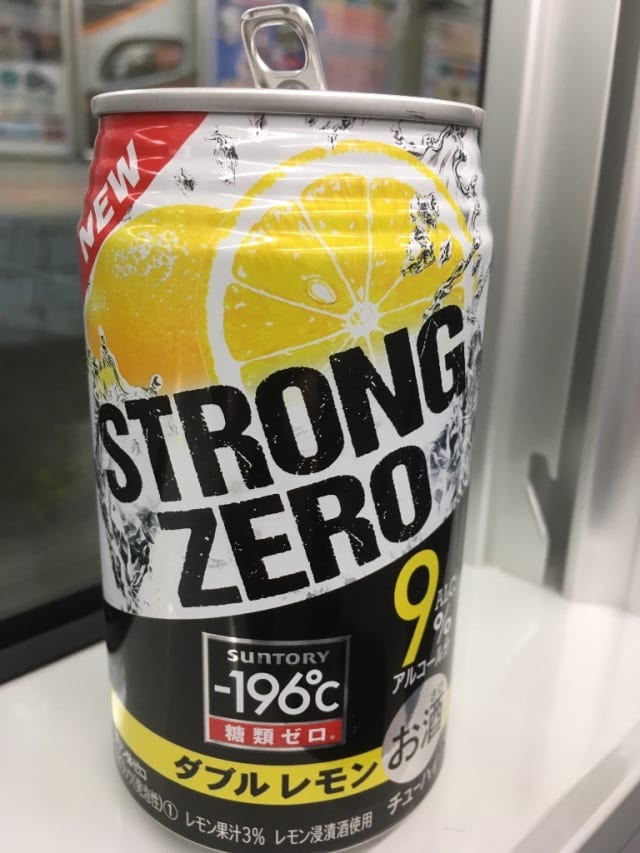 NEW
STRONG
ZERO
9%
ALC.
アルコール分
SUNTORY
-196℃
糖類ゼロ。
ダブルレモン
お酒
チューハイ
レモン果汁3% レモン浸漬酒使用